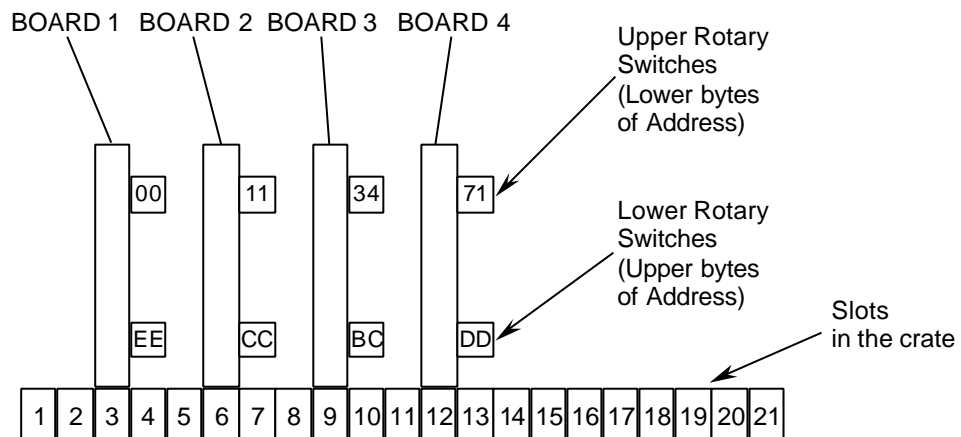 BOARD 1 BOARD 2 BOARD 3 BOARD 4
Upper Rotary
Switches
(Lower bytes
of Address)
00 11 34 71
Lower Rotary
Switches
(Upper bytes
of Address)
EE CC BC DD
Slots
in the crate
1 2 3 4 5 6 7 8 9 10 11 12 13 14 15 16 17 18 19 20 21